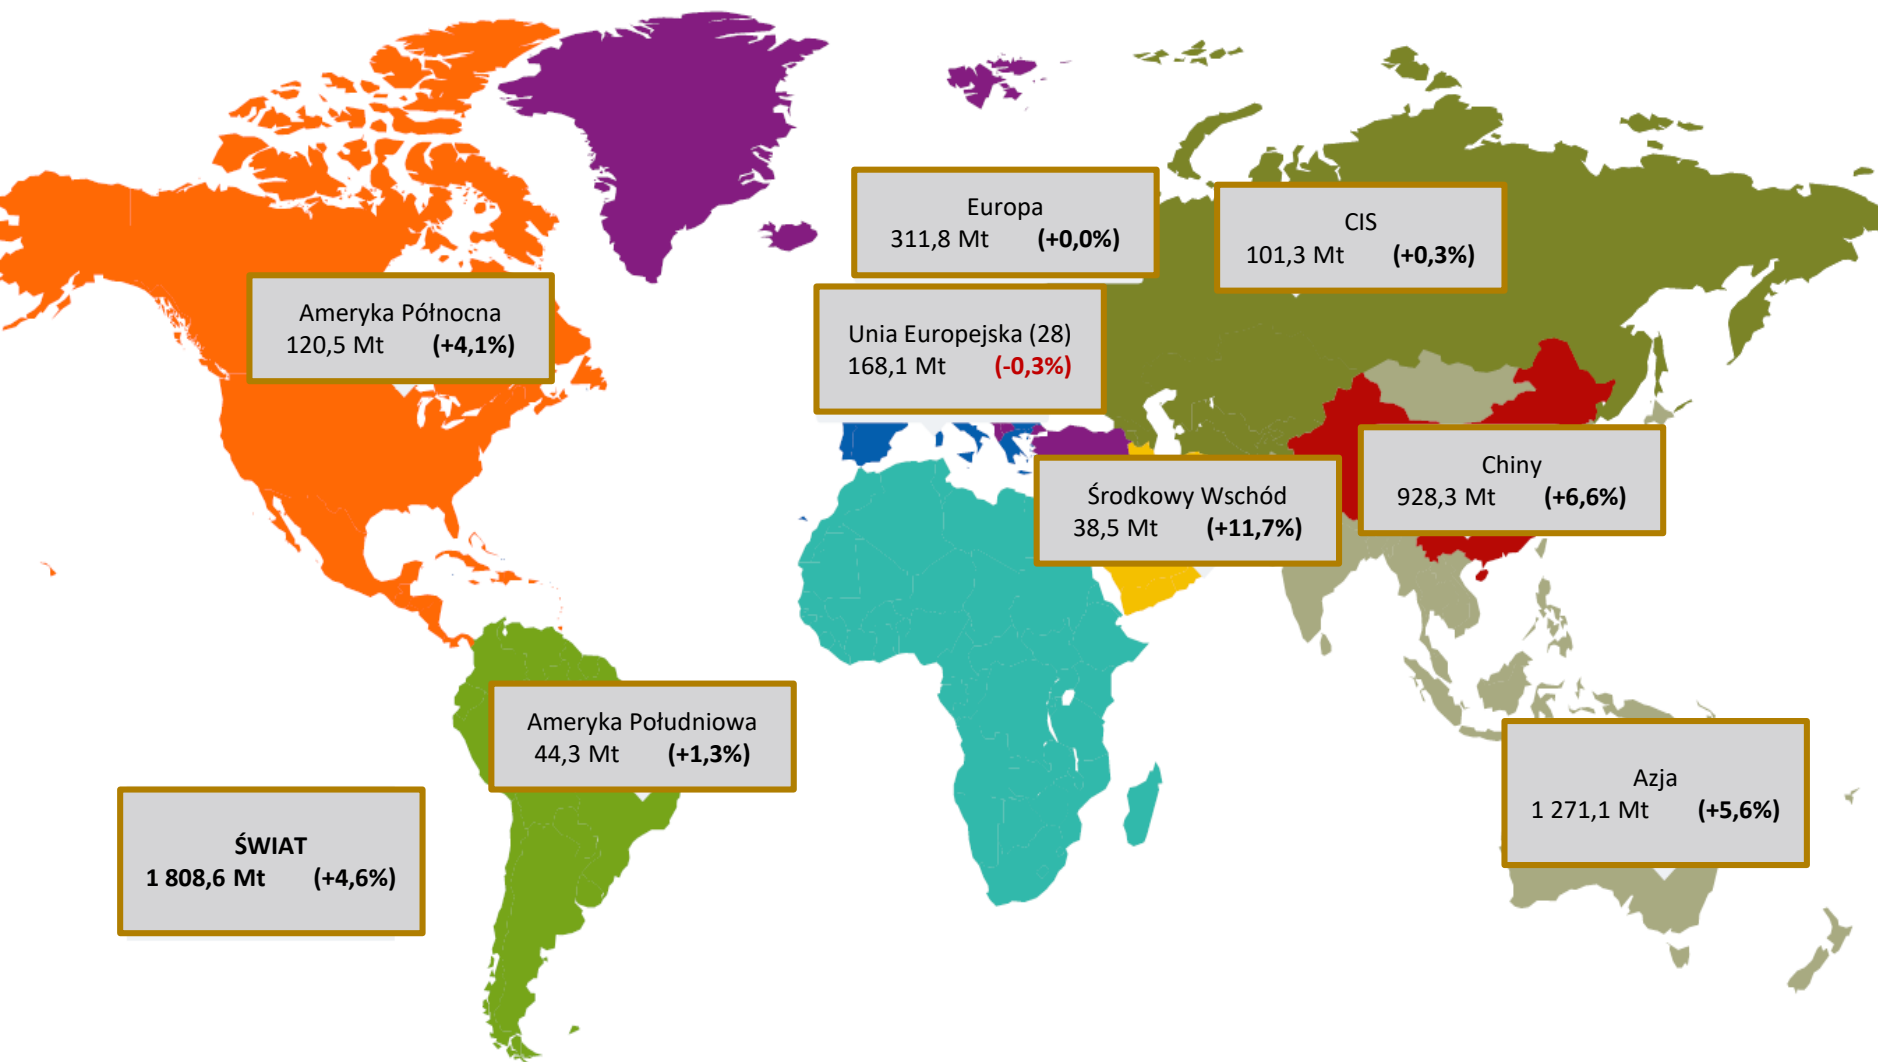 Europa
311,8 Mt (+0,0%)
CIS
101,3 Mt (+0,3%)
Ameryka Północna
120,5 Mt (+4,1%)
Unia Europejska (28)
168,1 Mt (-0,3%)
Środkowy Wschód
38,5 Mt (+11,7%)
Chiny
928,3 Mt (+6,6%)
Ameryka Południowa
44,3 Mt (+1,3%)
Azja
1 271,1 Mt (+5,6%)
ŚWIAT
1 808,6 Mt (+4,6%)